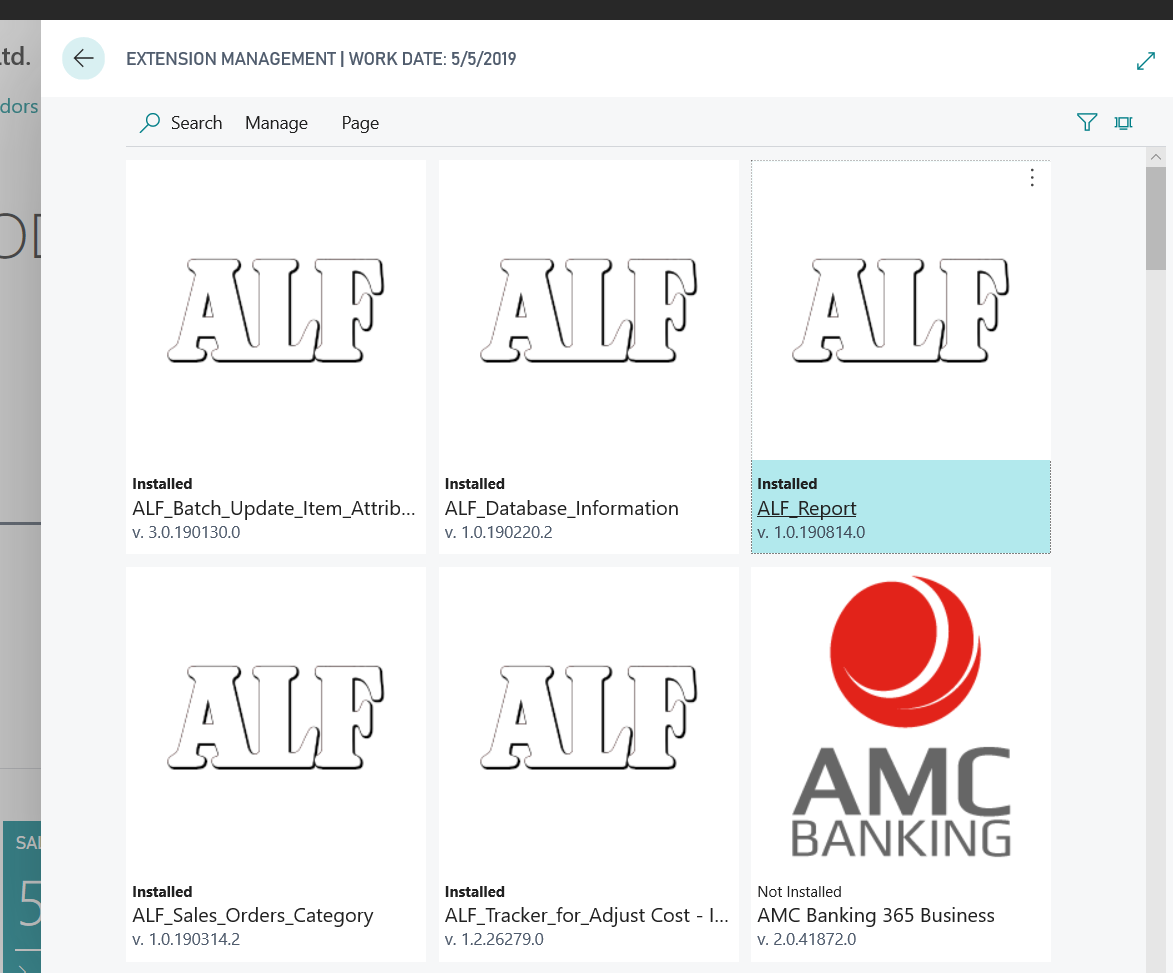 td.
EXTENSION MANAGEMENT | WORK DATE: 5/5/2019
dors
Search Manage Page
OD
ALF
ALF
ALF
Installed
ALF_Batch_Update_Item_Attrib...
v. 3.0.190130.0
Installed
ALF_Database_Information
v. 1.0.190220.2
Installed
ALF_Report
v. 1.0.190814.0
ALF
ALF
AMC
BANKING
SAL
5
Installed
ALF_Sales_Orders_Category
v. 1.0.190314.2
Installed
ALF_Tracker_for_Adjust Cost - I...
v. 1.2.26279.0
Not Installed
AMC Banking 365 Business
v. 2.0.41872.0